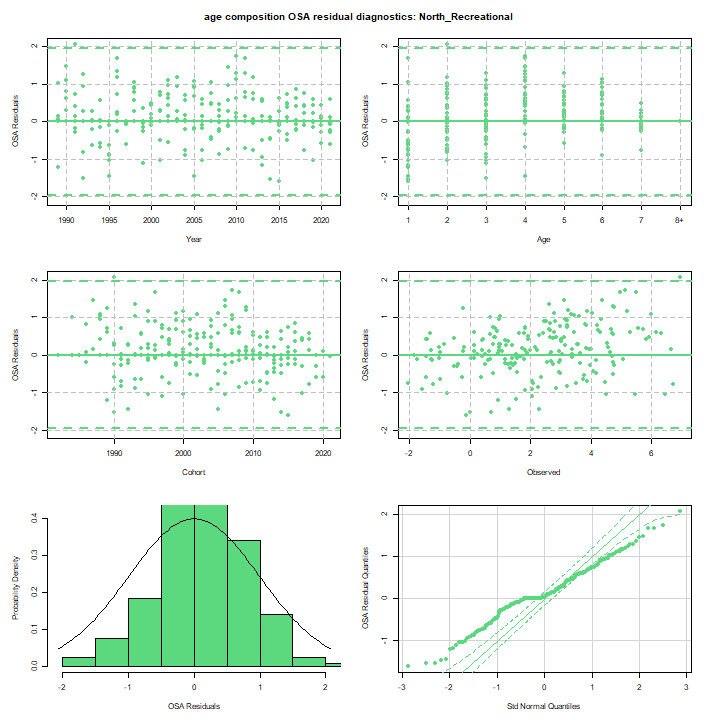 age composition OSA residual diagnostics: North_Recreational
OSA Residuals
2
1
0
-1
-2
1990 1995 2000 2005 2010 2015 2020
Year
OSA Residuals
2
1
0
-1
-2
1 2 3 4 5 6 7 8+
Age
OSA Residuals
2
1
0
-1
-2
1990 2000 2010 2020
Cohort
OSA Residuals
2
1
0
-1
-2
-2 0 2 4 6
Observed
Probability Density
0.4
0.3
0.2
0.1
0.0
-2 -1 0 1 2
OSA Residuals
OSA Residual Quantiles
2
1
0
-1
-3 -2 -1 0 1 2 3
Std Normal Quantiles